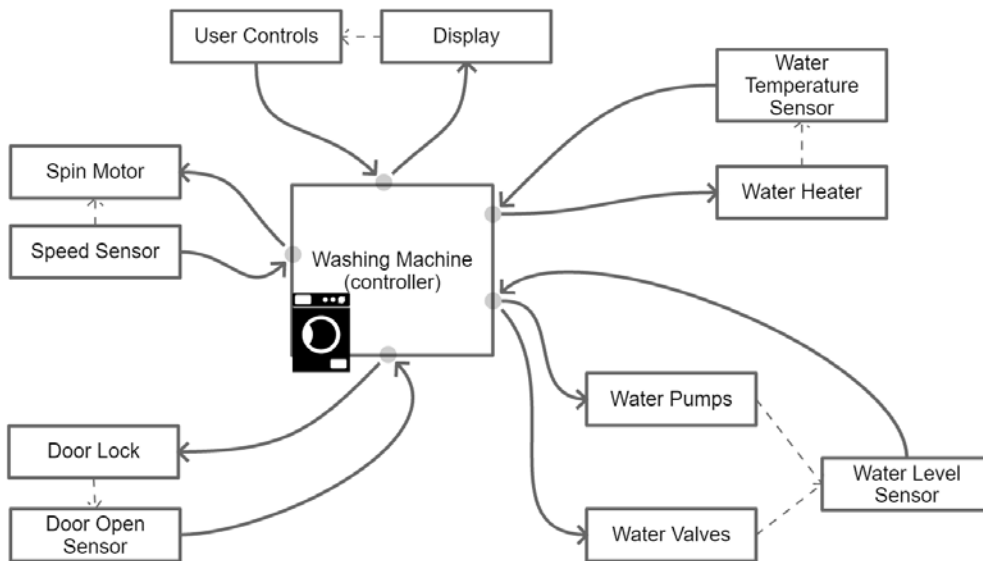 User Controls
Display
Water
Temperature
Sensor
Spin Motor
Water Heater
Speed Sensor
Washing Machine
(controller)
Water Pumps
Door Lock
Water Level
Sensor
Door Open
Sensor
Water Valves